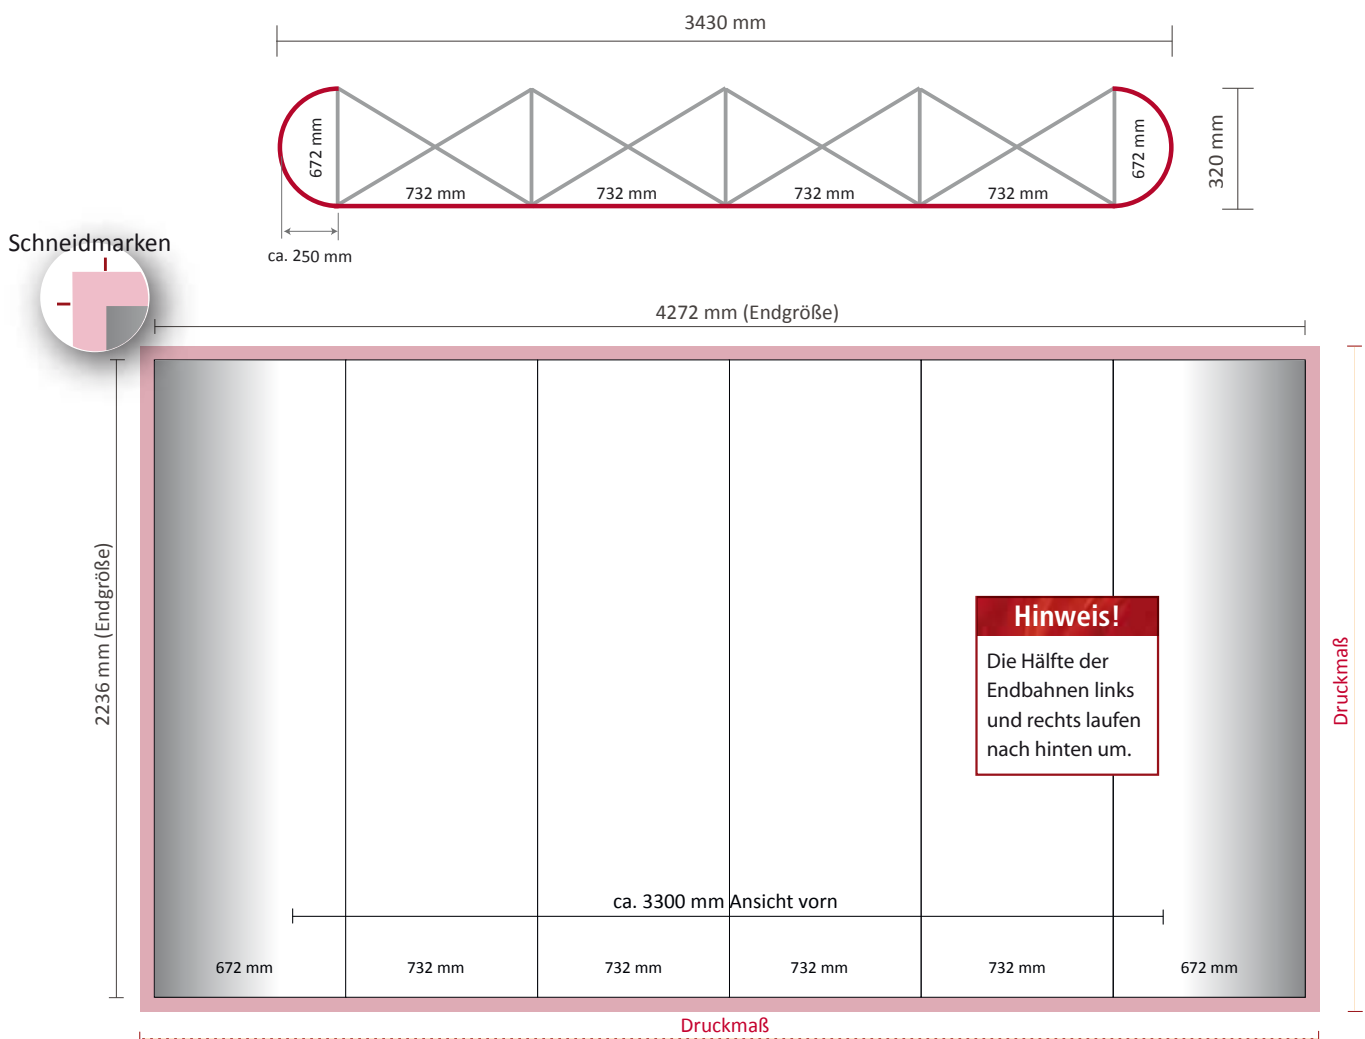 3430 mm
672 mm
672 mm
320 mm
732 mm
732 mm
732 mm
732 mm
ca. 250 mm
Schneidmarken
4272 mm (Endgröße)
2236 mm (Endgröße)
Hinweis!
Die Hälfte der
Endbahnen links
und rechts laufen
nach hinten um.
Druckmaß
ca. 3300 mm Ansicht vorn
672 mm
732 mm
732 mm
732 mm
732 mm
672 mm
Druckmaß